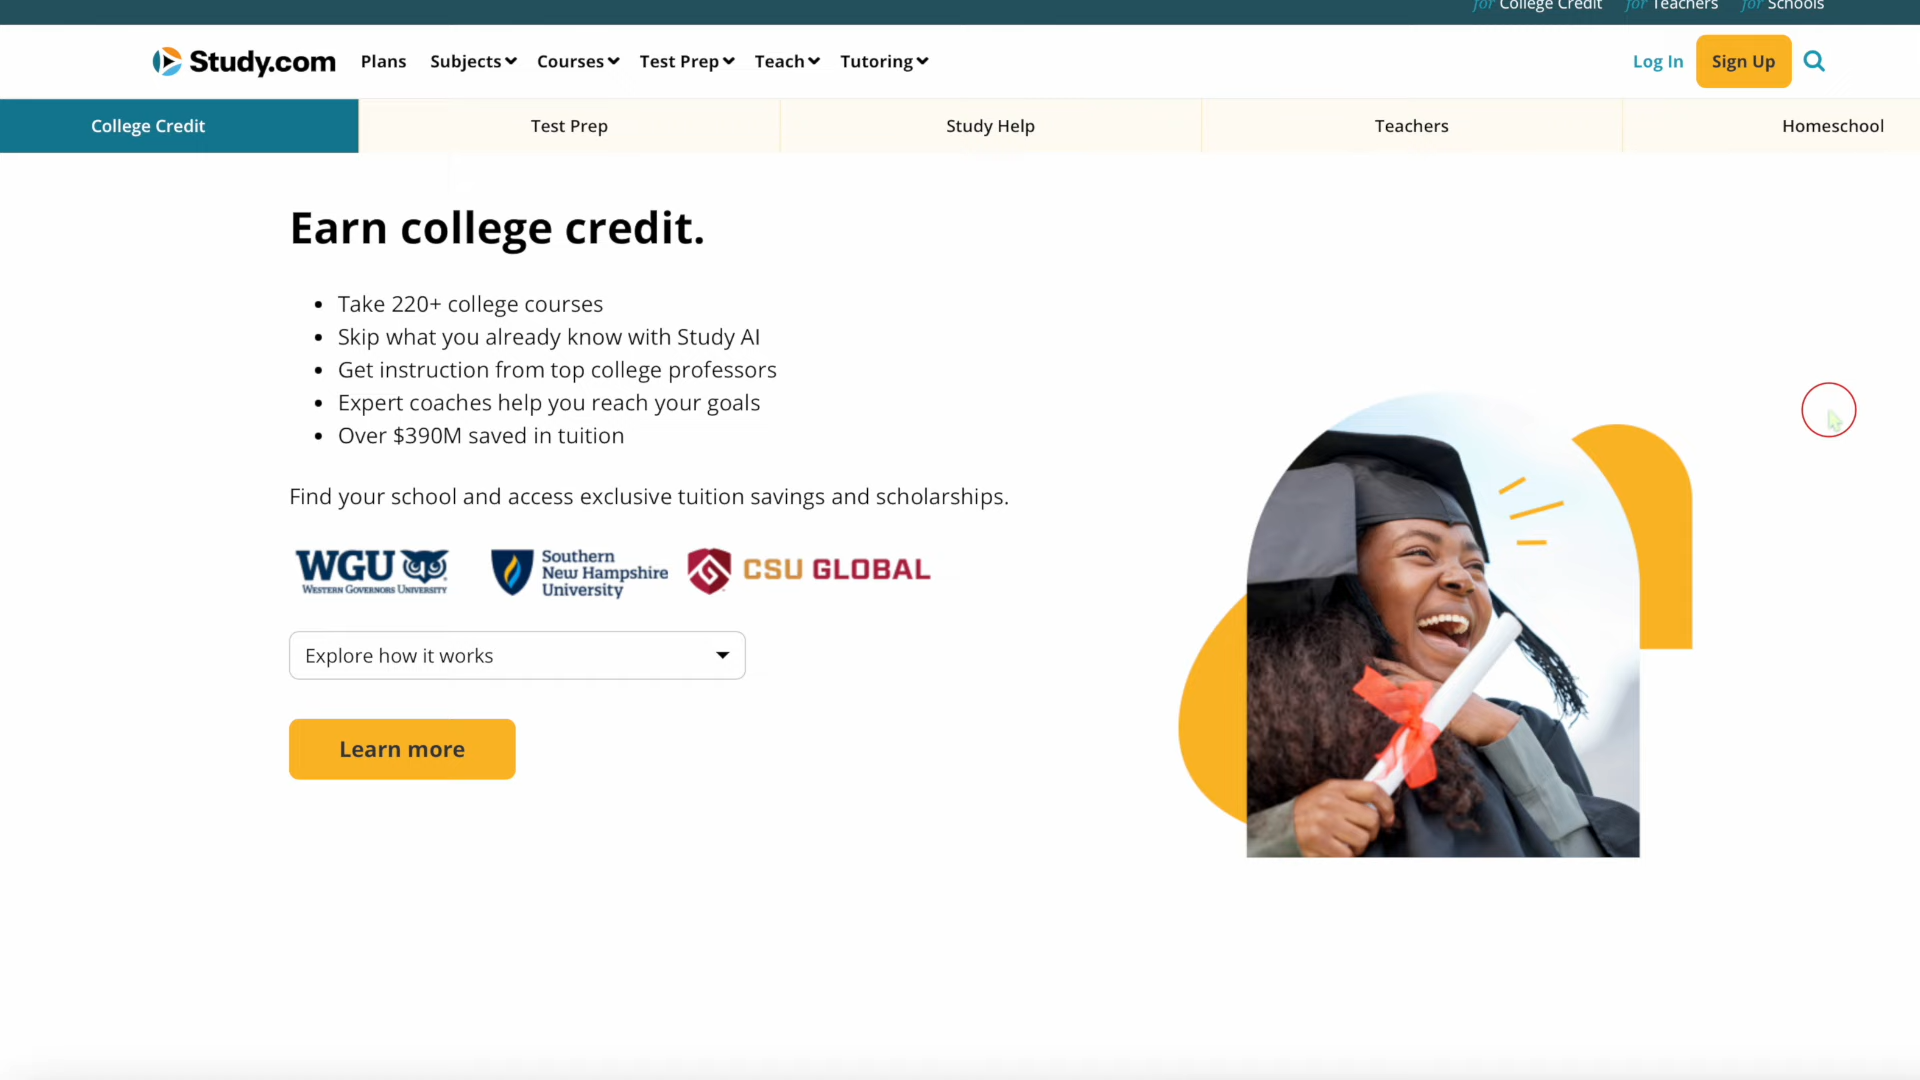 for College Credit for Teachers for Schools
Study.com Plans Subjects Courses Test Prep Teach Tutoring Log In Sign Up
College Credit Test Prep Study Help Teachers Homeschool
Earn college credit.
• Take 220+ college courses
• Skip what you already know with Study AI
• Get instruction from top college professors
• Expert coaches help you reach your goals
• Over $390M saved in tuition
Find your school and access exclusive tuition savings and scholarships.
WGU
WESTERN GOVERNORS UNIVERSITY
Southern
New Hampshire
University
CSU GLOBAL
Explore how it works
Learn more